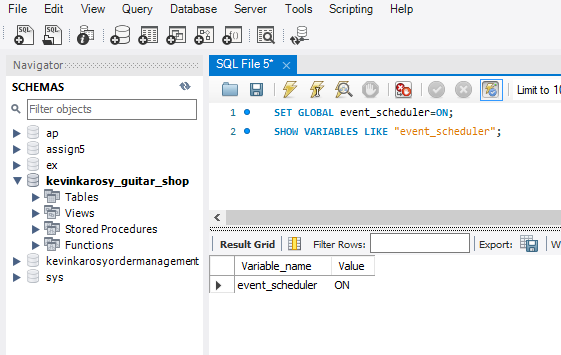 File Edit View Query Database Server Tools Scripting Help
Navigator
SCHEMAS
Filter objects
ap
assign5
ex
kevinkarosy_guitar_shop
Tables
Views
Stored Procedures
Functions
kevinkarosyordermanagement
sys
SQL File 5*
Limit to 10
1 SET GLOBAL event_scheduler=ON;
2 SHOW VARIABLES LIKE "event_scheduler";
Result Grid Filter Rows: Export: W
Variable_name Value
event_scheduler ON